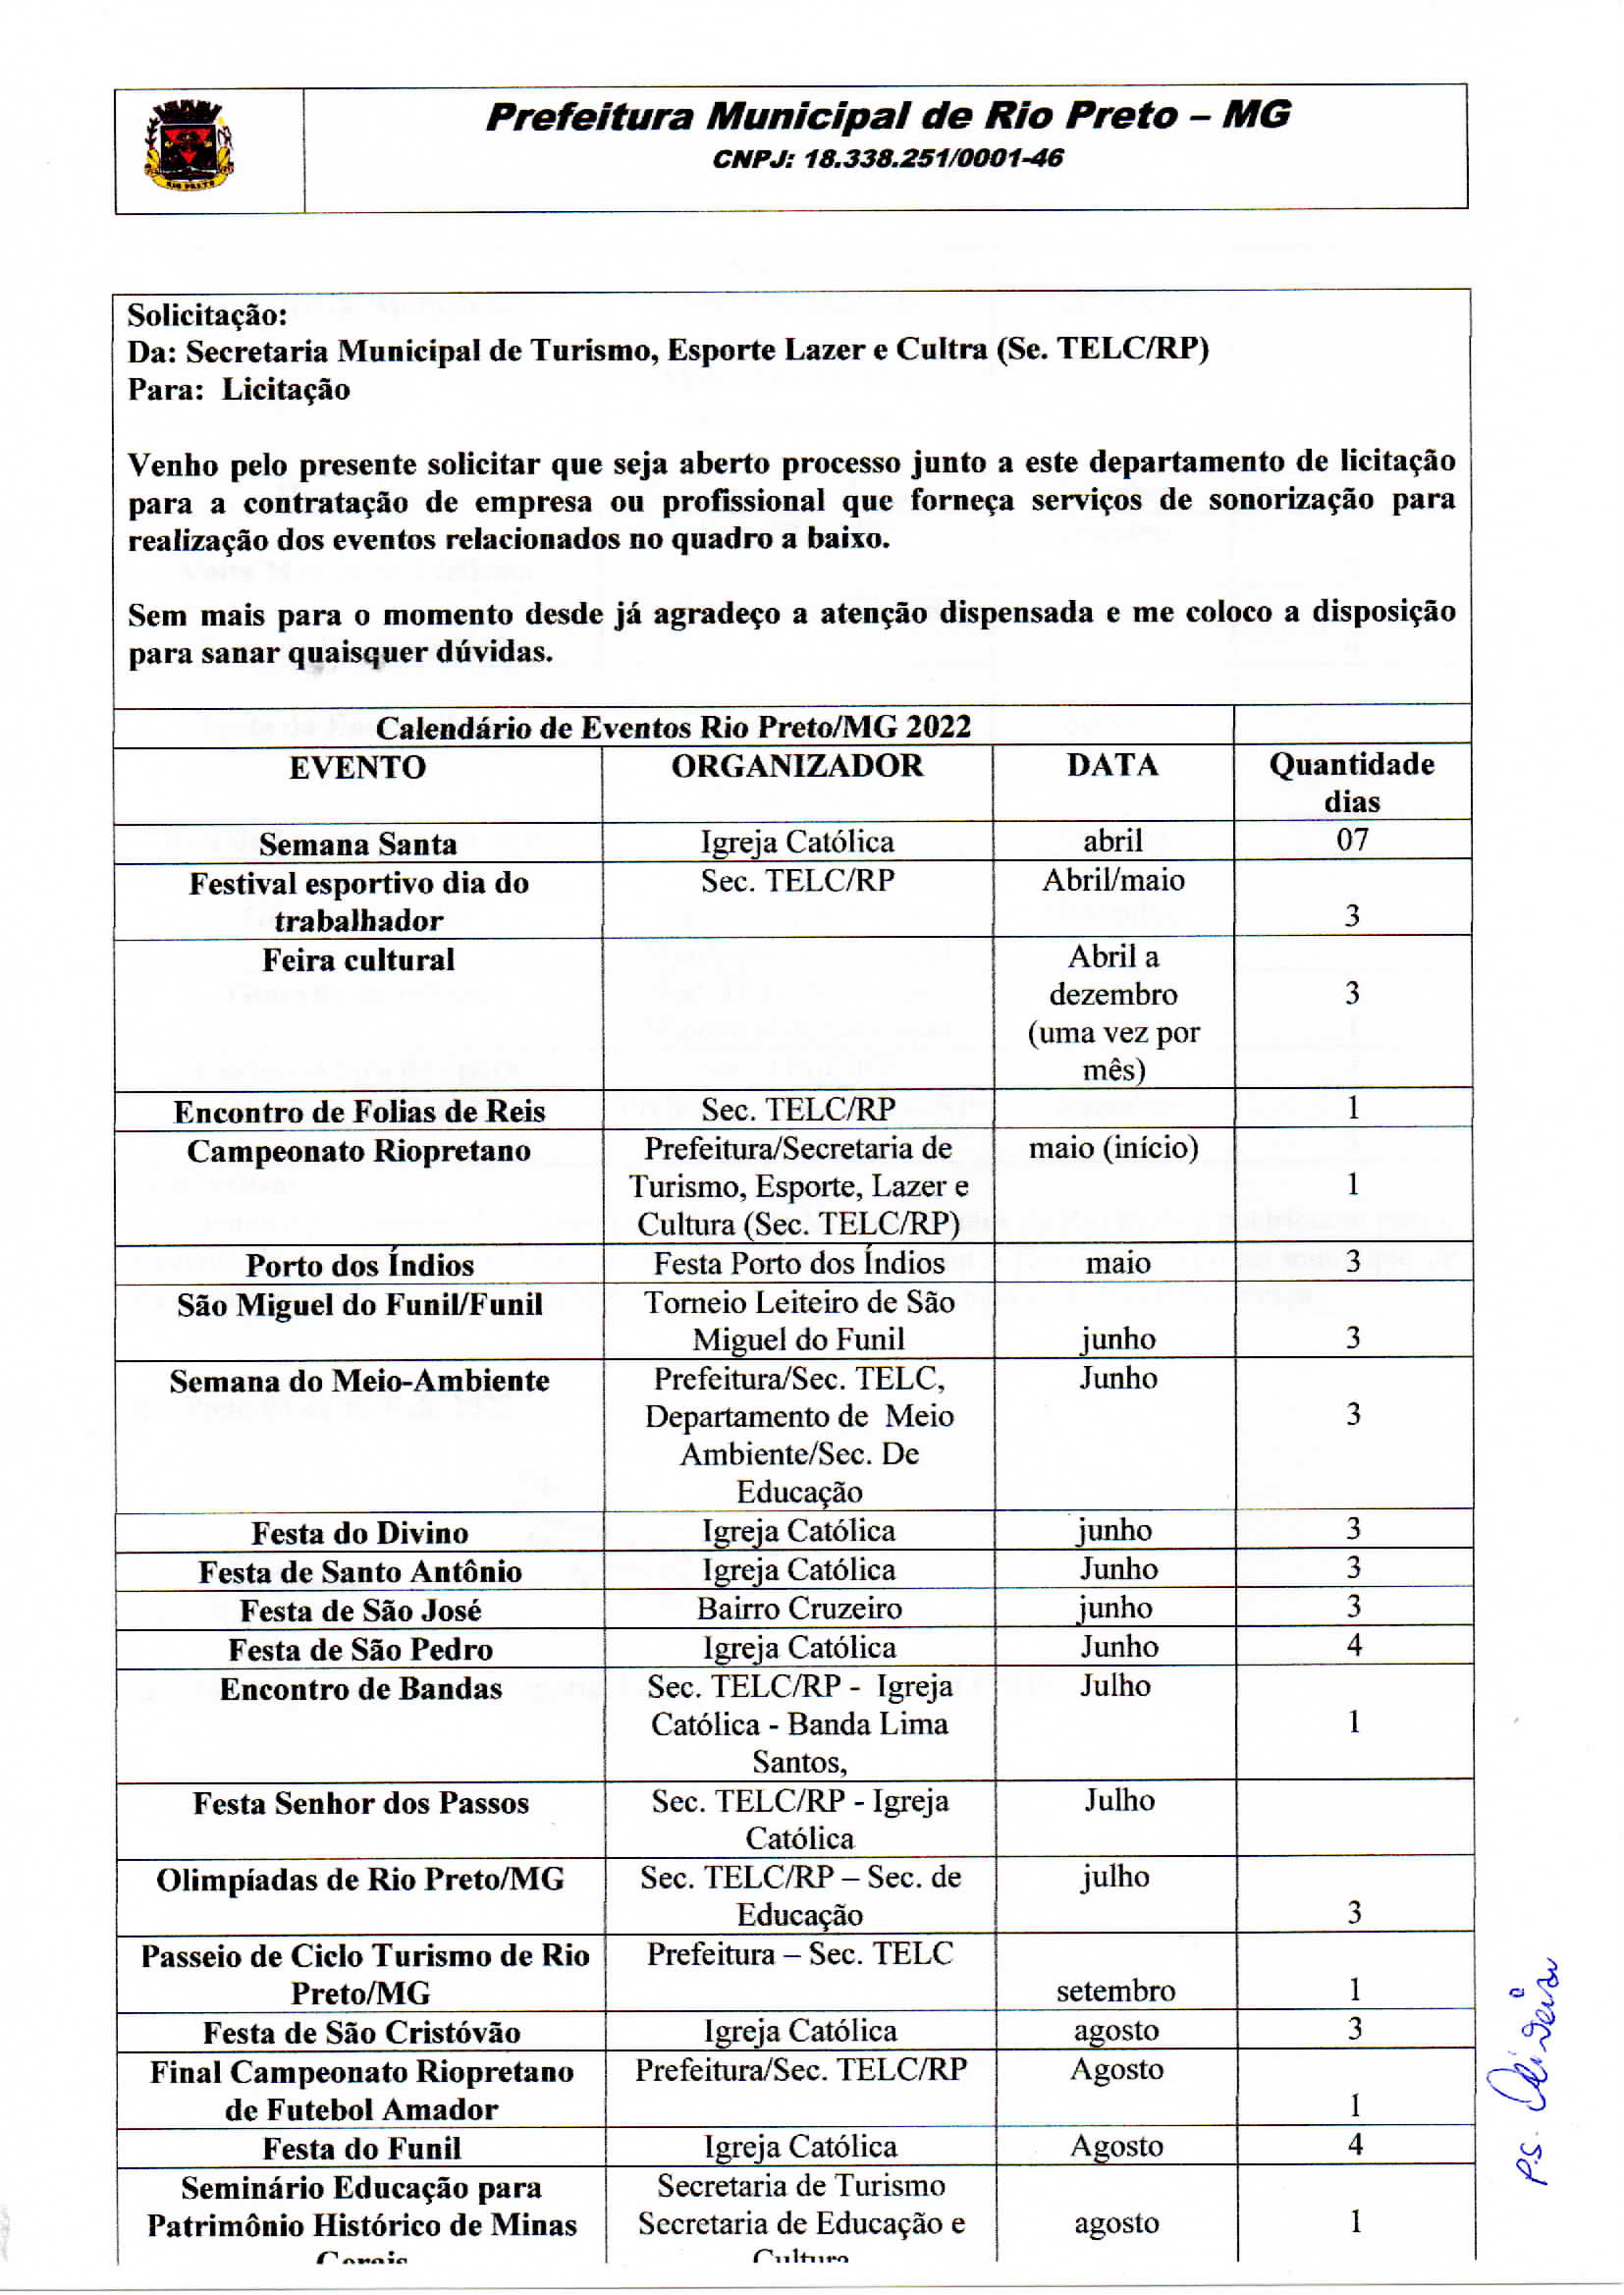 Prefeitura Municipal de Rio Preto – MG
CNPJ: 18.338.251/0001-46
RIO PRETO
Solicitação:
Da: Secretaria Municipal de Turismo, Esporte Lazer e Cultra (Se. TELC/RP)
Para: Licitação
Venho pelo presente solicitar que seja aberto processo junto a este departamento de licitação
para a contratação de empresa ou profissional que forneça serviços de sonorização para
realização dos eventos relacionados no quadro a baixo.
Sem mais para o momento desde já agradeço a atenção dispensada e me coloco a disposição
para sanar quaisquer dúvidas.
Calendário de Eventos Rio Preto/MG 2022
EVENTO ORGANIZADOR DATA Quantidade
dias
Semana Santa Igreja Católica abril 07
Festival esportivo dia do Sec. TELC/RP Abril/maio
trabalhador 3
Feira cultural Abril a
dezembro 3
(uma vez por
mês)
Encontro de Folias de Reis Sec. TELC/RP 1
Campeonato Riopretano Prefeitura/Secretaria de maio (início)
Turismo, Esporte, Lazer e 1
Cultura (Sec. TELC/RP)
Porto dos Índios Festa Porto dos Índios maio 3
São Miguel do Funil/Funil Torneio Leiteiro de São
Miguel do Funil junho 3
Semana do Meio-Ambiente Prefeitura/Sec. TELC, Junho
Departamento de Meio 3
Ambiente/Sec. De
Educação
Festa do Divino Igreja Católica junho 3
Festa de Santo Antônio Igreja Católica Junho 3
Festa de São José Bairro Cruzeiro junho 3
Festa de São Pedro Igreja Católica Junho 4
Encontro de Bandas Sec. TELC/RP - Igreja Julho
Católica - Banda Lima 1
Santos,
Festa Senhor dos Passos Sec. TELC/RP - Igreja Julho
Católica
Olimpíadas de Rio Preto/MG Sec. TELC/RP – Sec. de julho
Educação 3
Passeio de Ciclo Turismo de Rio Prefeitura – Sec. TELC
Preto/MG setembro 1
Festa de São Cristóvão Igreja Católica agosto 3
Final Campeonato Riopretano Prefeitura/Sec. TELC/RP Agosto
de Futebol Amador 1
Festa do Funil Igreja Católica Agosto 4
Seminário Educação para Secretaria de Turismo
Patrimônio Histórico de Minas Secretaria de Educação e agosto 1
Gerais Cultura
P.S.